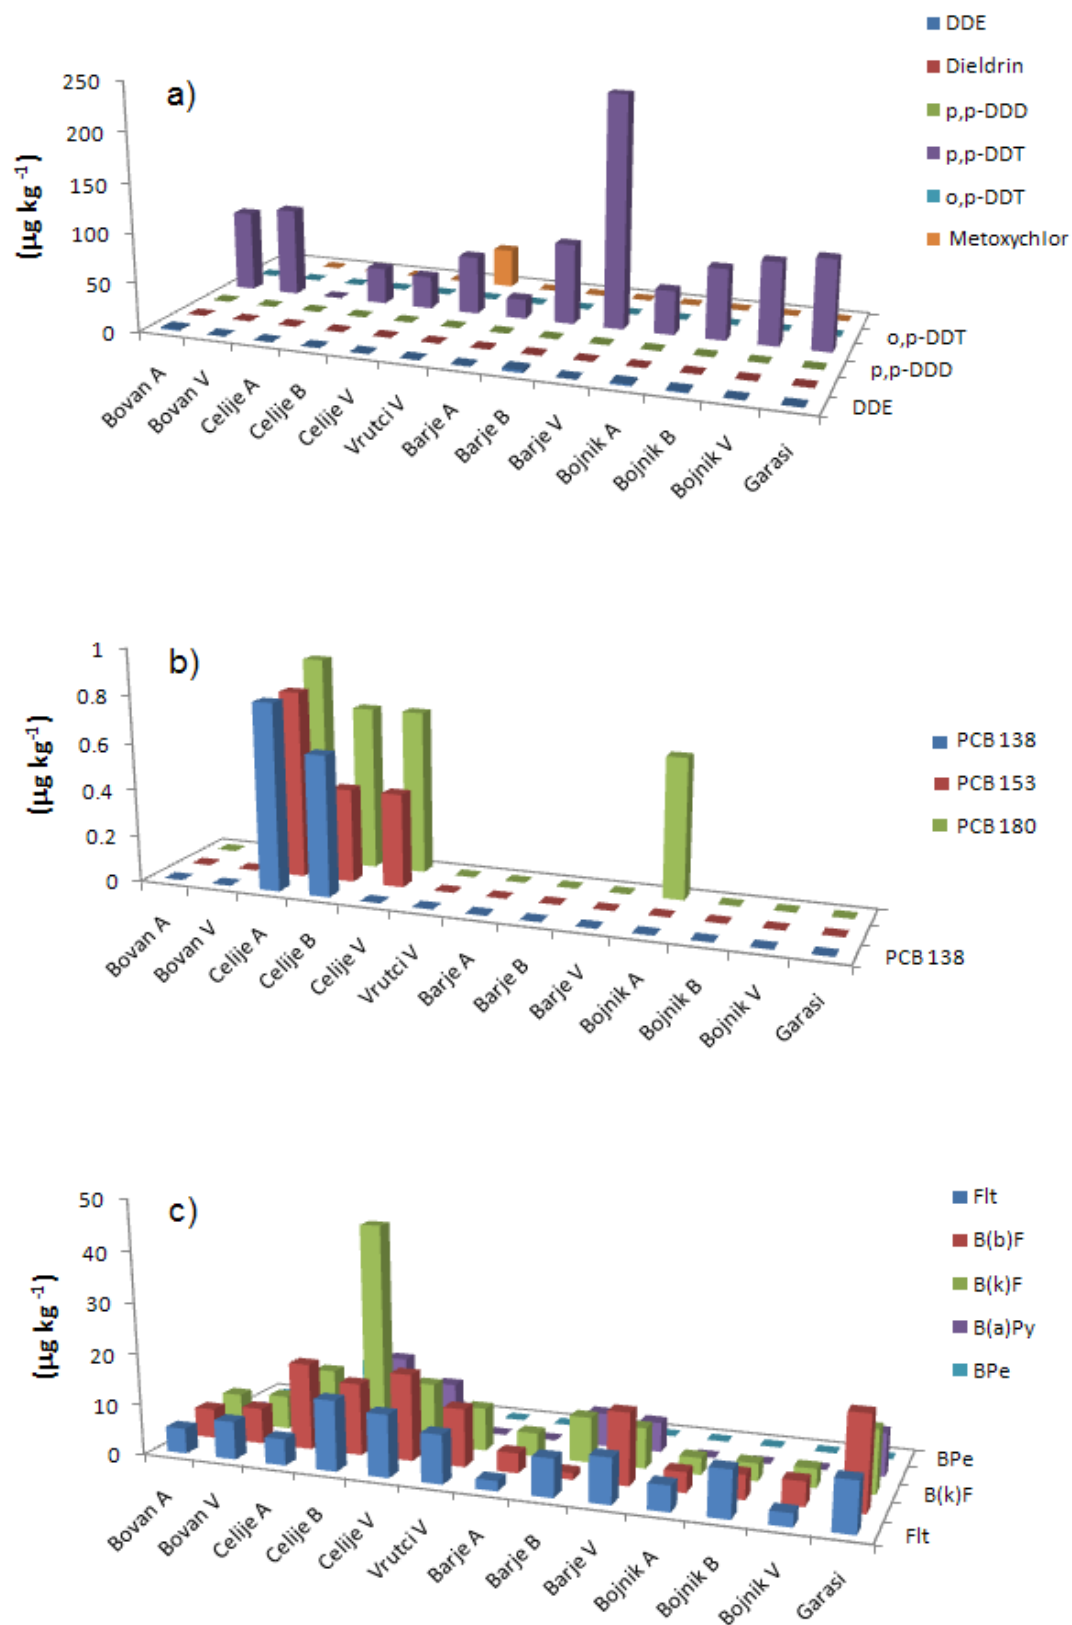 a)
(µg kg -1)
250
200
150
100
50
0
Bovan A
Bovan V
Celije A
Celije B
Celije V
Vrutci V
Barje A
Barje B
Barje V
Bojnik A
Bojnik B
Bojnik V
Garasi
o,p-DDT
p,p-DDD
DDE
DDE
Dieldrin
p,p-DDD
p,p-DDT
o,p-DDT
Metoxychlor
b)
(µg kg-1)
1
0.8
0.6
0.4
0.2
0
Bovan A
Bovan V
Celije A
Celije B
Celije V
Vrutci V
Barje A
Barje B
Barje V
Bojnik A
Bojnik B
Bojnik V
Garasi
PCB 138
PCB 138
PCB 153
PCB 180
c)
(µg kg -1)
50
40
30
20
10
0
Bovan A
Bovan V
Celije A
Celije B
Celije V
Vrutci V
Barje A
Barje B
Barje V
Bojnik A
Bojnik B
Bojnik V
Garasi
BPe
B(k)F
Flt
Flt
B(b)F
B(k)F
B(a)Py
BPe